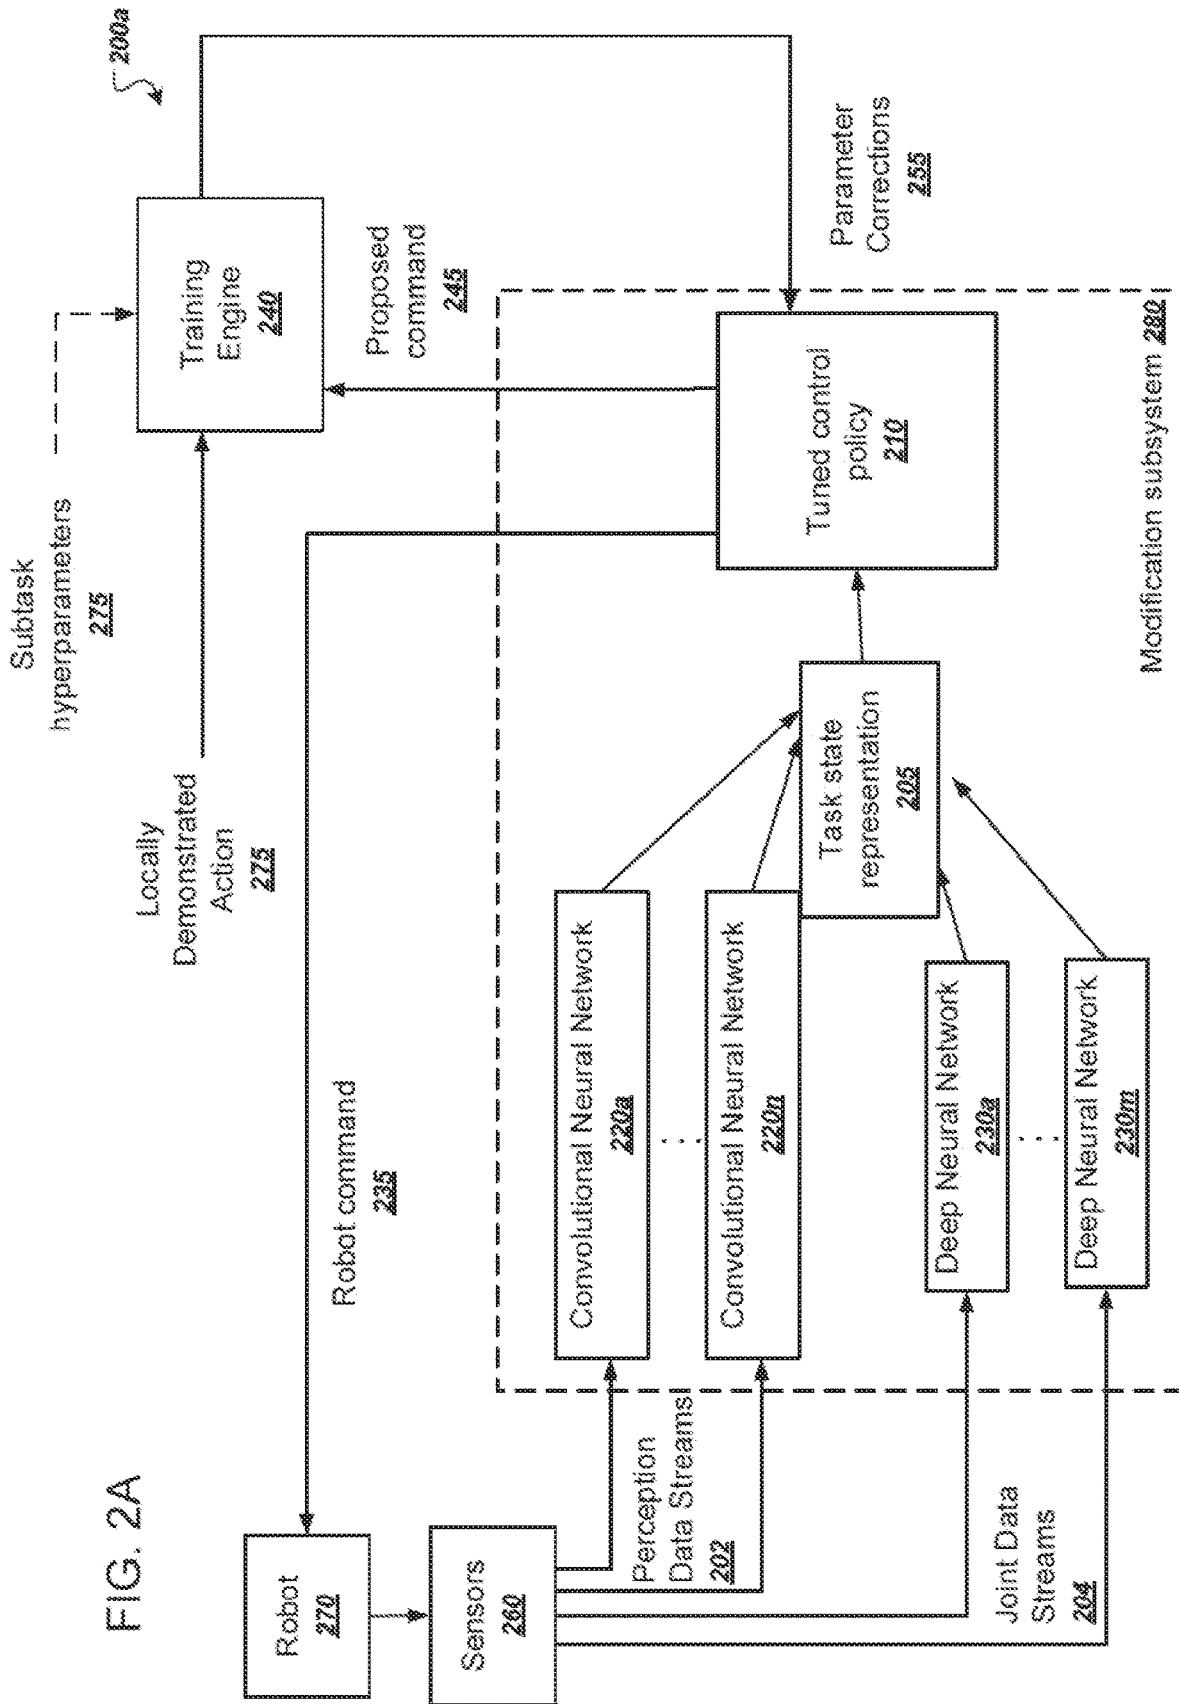 FIG. 2A
200a
Subtask
hyperparameters
275
Locally
Demonstrated
Action
275
Training
Engine
240
Robot
270
Robot command
235
Proposed
command
245
Sensors
260
Perception
Data Streams
202
Convolutional Neural Network
220a
. . . .
Convolutional Neural Network
220n
Task state
representation
205
Tuned control
policy
210
Parameter
Corrections
255
Joint Data
Streams
204
Deep Neural Network
230a
. . . .
Deep Neural Network
230m
Modification subsystem 280